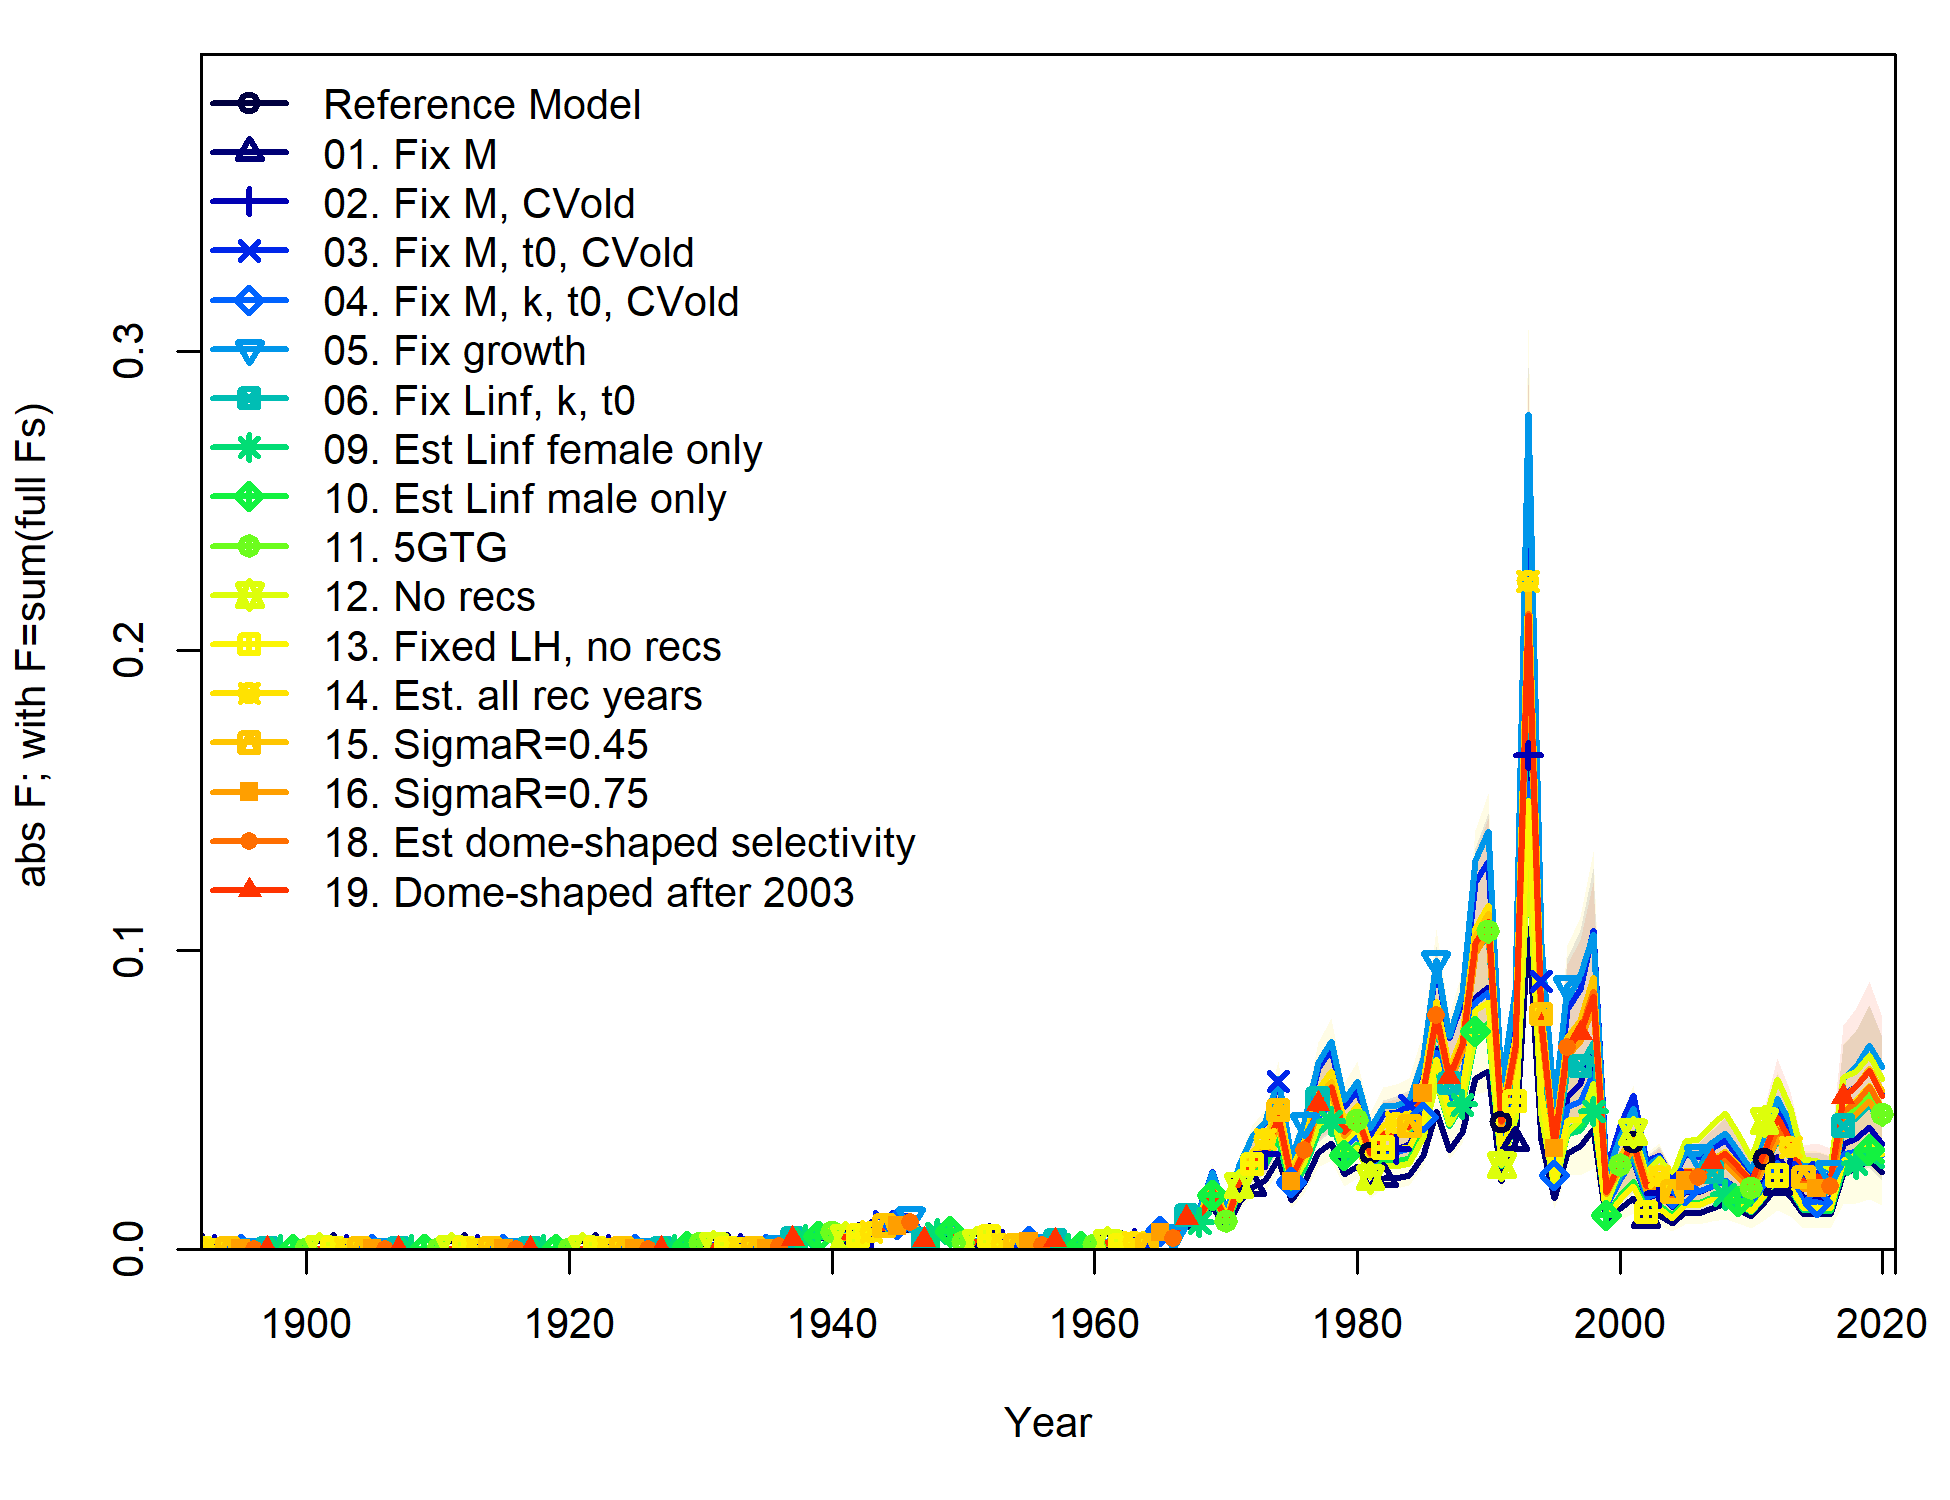 Reference Model
01. Fix M
02. Fix M, CVold
03. Fix M, t0, CVold
04. Fix M, k, t0, CVold
05. Fix growth
06. Fix Linf, k, t0
09. Est Linf female only
10. Est Linf male only
11. 5GTG
12. No recs
13. Fixed LH, no recs
14. Est. all rec years
15. SigmaR=0.45
16. SigmaR=0.75
18. Est dome-shaped selectivity
19. Dome-shaped after 2003
abs F; with F=sum(full Fs)
0.3
0.2
0.1
0.0
1900 1920 1940 1960 1980 2000 2020
Year